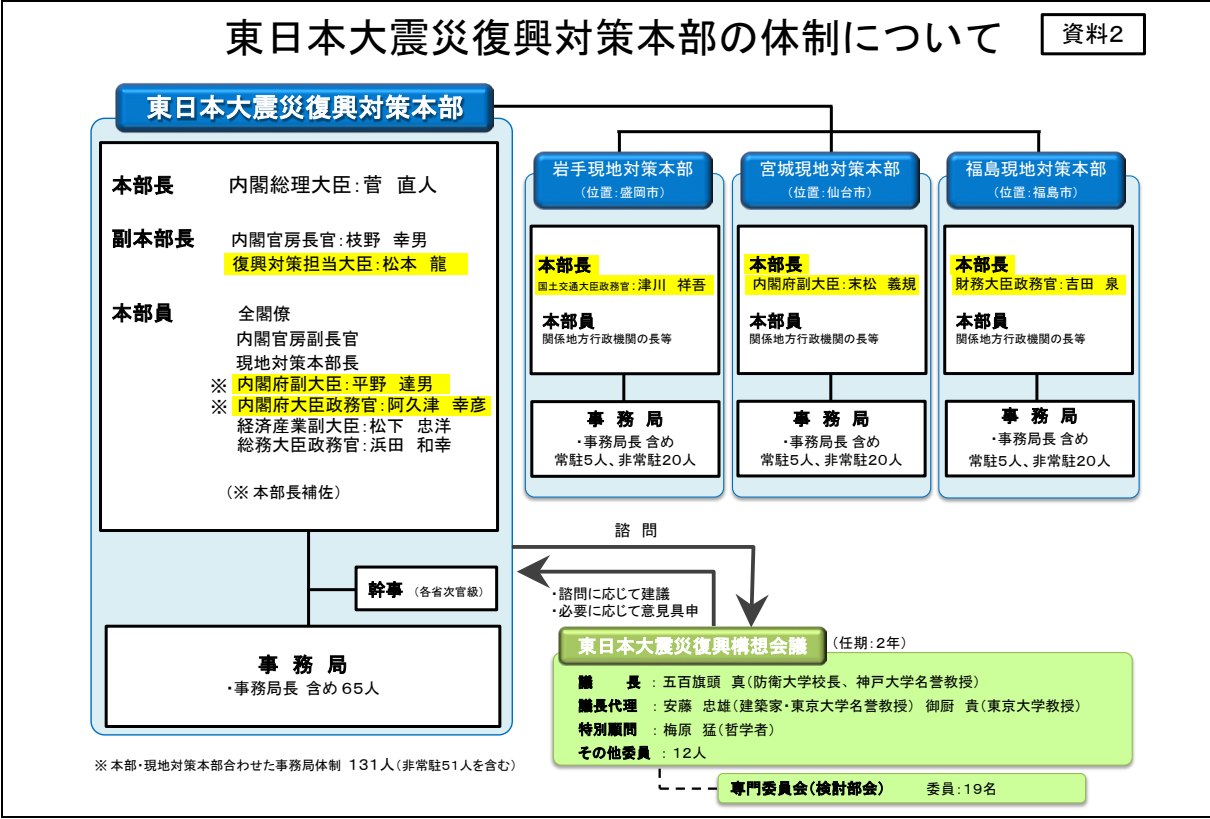 東日本大震災復興対策本部の体制について
資料2
東日本大震災復興対策本部
本部長 内閣総理大臣:菅 直人
副本部長 内閣官房長官:枝野 幸男
復興対策担当大臣:松本 龍
本部員 全閣僚
内閣官房副長官
現地対策本部長
※ 内閣府副大臣:平野 達男
※ 内閣府大臣政務官:阿久津 幸彦
経済産業副大臣:松下 忠洋
総務大臣政務官:浜田 和幸
(※ 本部長補佐)
幹事 (各省次官級)
事 務 局
・事務局長 含め 65人
※ 本部・現地対策本部合わせた事務局体制 131人(非常駐51人を含む)
岩手現地対策本部
(位置:盛岡市)
本部長
国土交通大臣政務官:津川 祥吾
本部員
関係地方行政機関の長等
事 務 局
・事務局長 含め
常駐5人、非常駐20人
宮城現地対策本部
(位置:仙台市)
本部長
内閣府副大臣:末松 義規
本部員
関係地方行政機関の長等
事 務 局
・事務局長 含め
常駐5人、非常駐20人
福島現地対策本部
(位置:福島市)
本部長
財務大臣政務官:吉田 泉
本部員
関係地方行政機関の長等
事 務 局
・事務局長 含め
常駐5人、非常駐20人
諮 問
・諮問に応じて建議
・必要に応じて意見具申
東日本大震災復興構想会議
(任期:2年)
議 長 :五百旗頭 真(防衛大学校長、神戸大学名誉教授)
議長代理 :安藤 忠雄(建築家・東京大学名誉教授) 御厨 貴(東京大学教授)
特別顧問 :梅原 猛(哲学者)
その他委員 :12人
専門委員会(検討部会) 委員:19名